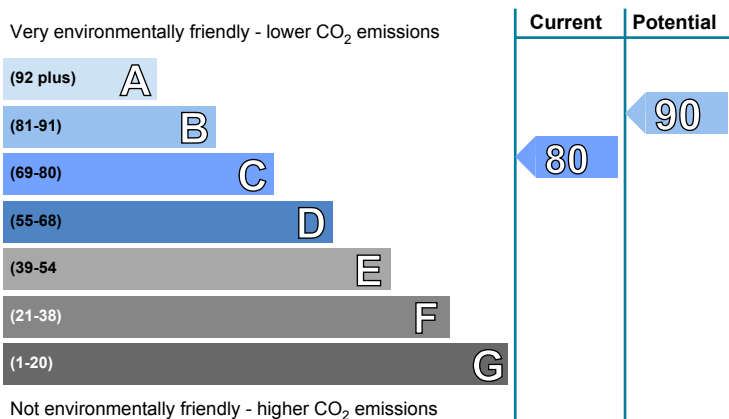 Current Potential
Very environmentally friendly - lower CO₂ emissions
(92 plus) A
(81-91) B
90
(69-80) C
80
(55-68) D
(39-54 E
(21-38) F
(1-20) G
Not environmentally friendly - higher CO₂ emissions